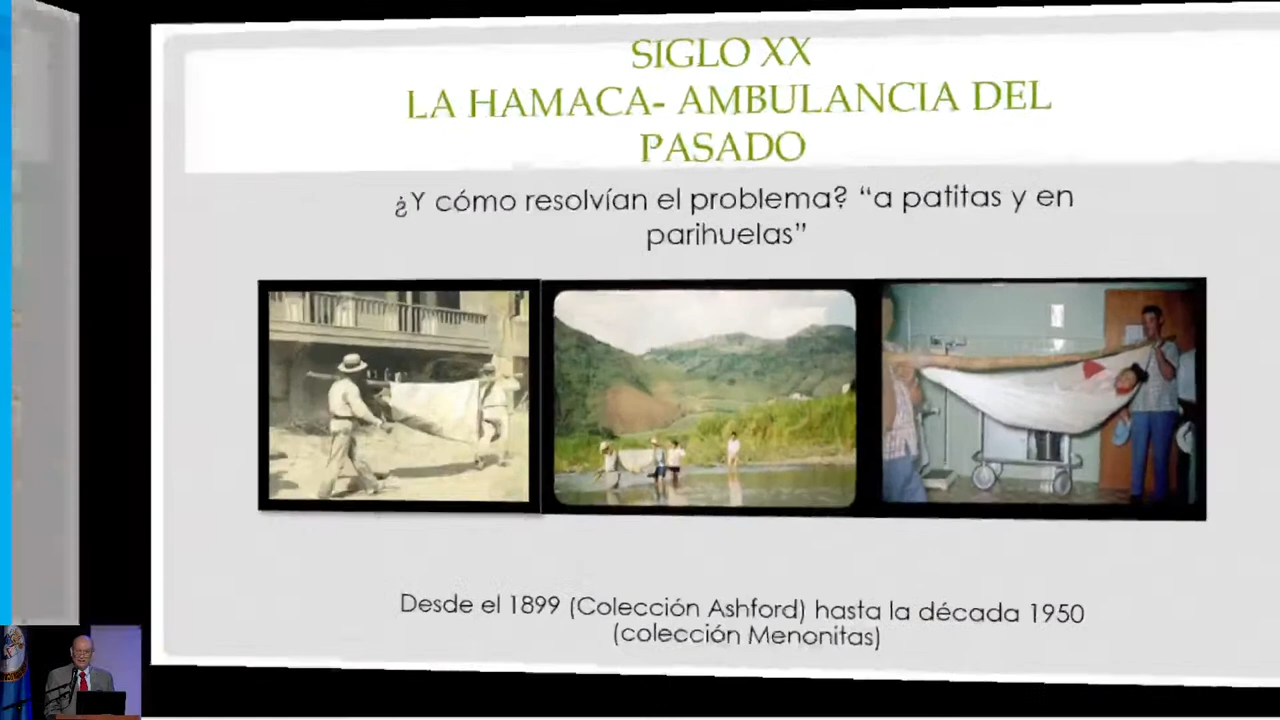 SIGLO XX
LA HAMACA- AMBULANCIA DEL
PASADO
¿Y cómo resolvían el problema? “a patitas y en
parihuelas”
Desde el 1899 (Colección Ashford) hasta la década 1950
(colección Menonitas)